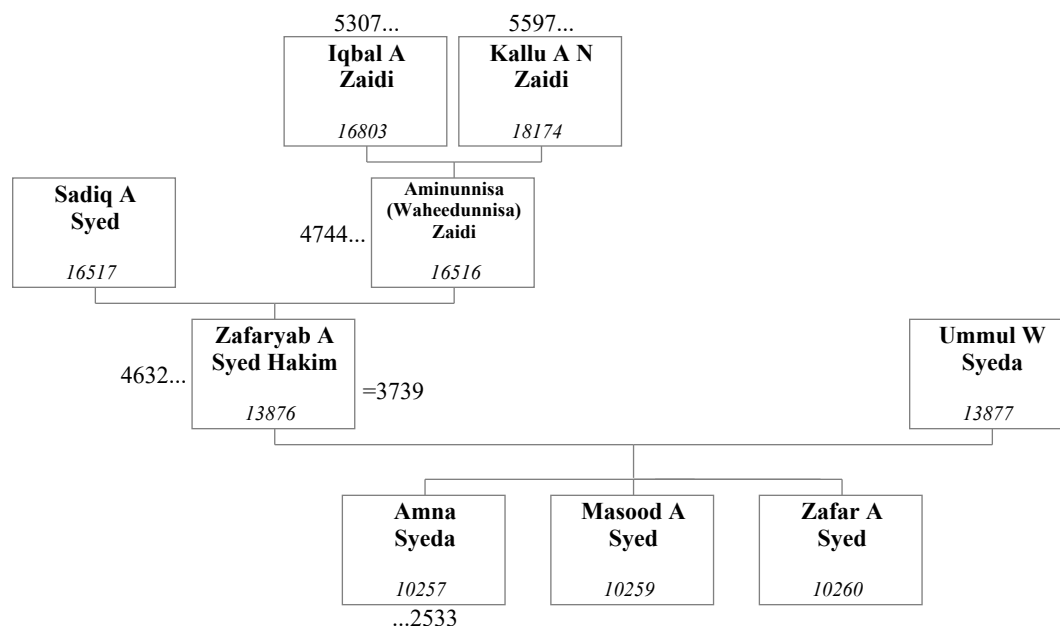 5307...
Iqbal A
Zaidi
16803
5597...
Kallu A N
Zaidi
18174
Sadiq A
Syed
16517
4744...
Aminunnisa
(Waheedunnisa)
Zaidi
16516
4632...
Zafaryab A
Syed Hakim
13876
=3739
Ummul W
Syeda
13877
Amna
Syeda
10257
...2533
Masood A
Syed
10259
Zafar A
Syed
10260